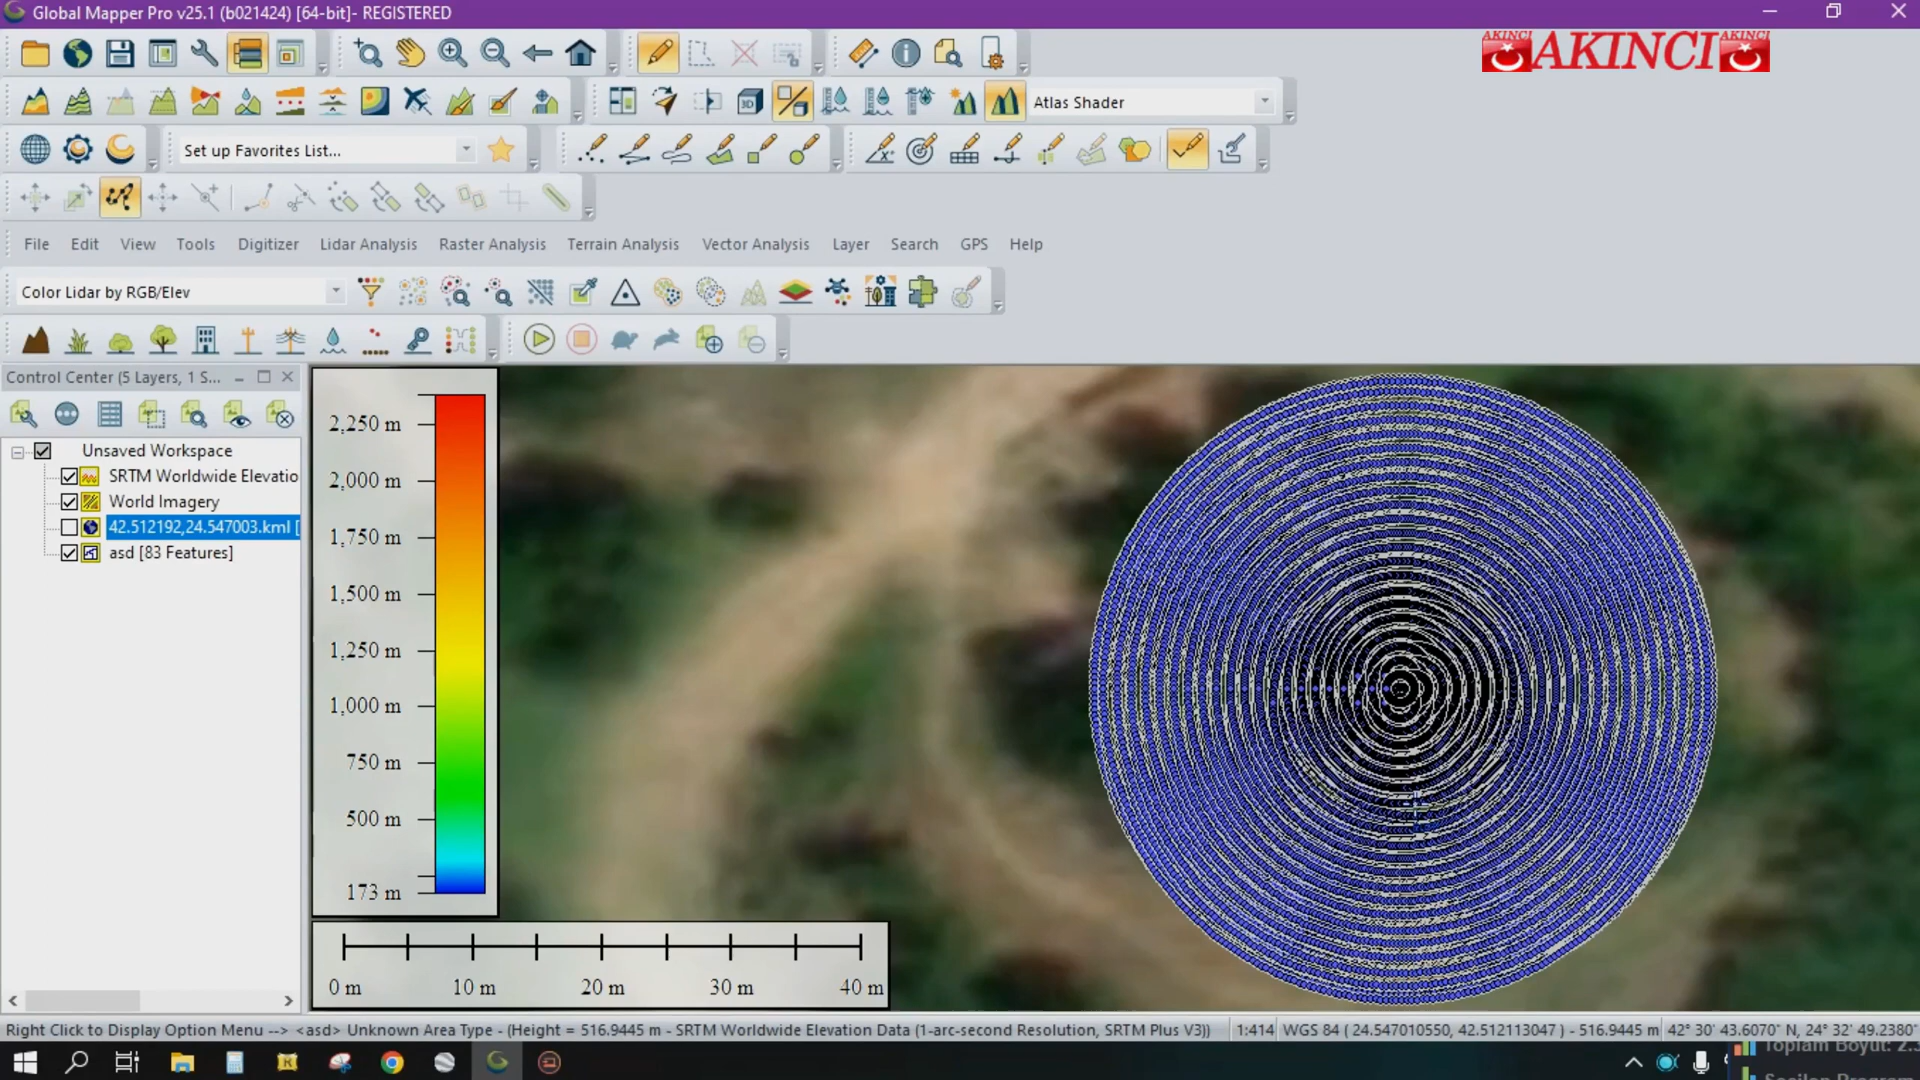 Global Mapper Pro v25.1 (b021424) [64-bit]- REGISTERED
AKINCI AKINCI AKINCI
Atlas Shader
Set up Favorites List...
File Edit View Tools Digitizer Lidar Analysis Raster Analysis Terrain Analysis Vector Analysis Layer Search GPS Help
Color Lidar by RGB/Elev
Control Center (5 Layers, 1 S...
Unsaved Workspace
SRTM Worldwide Elevatio
World Imagery
42.512192,24.547003.kml [
asd [83 Features]
2,250 m
2,000 m
1,750 m
1,500 m
1,250 m
1,000 m
750 m
500 m
173 m
0 m 10 m 20 m 30 m 40 m
Right Click to Display Option Menu --> <asd> Unknown Area Type - (Height = 516.9445 m - SRTM Worldwide Elevation Data (1-arc-second Resolution, SRTM Plus V3)) 1:414 WGS 84 ( 24.547010550, 42.512113047 ) - 516.9445 m 42° 30' 43.6070" N, 24° 32' 49.2380"
Toplam Boyut: 2.